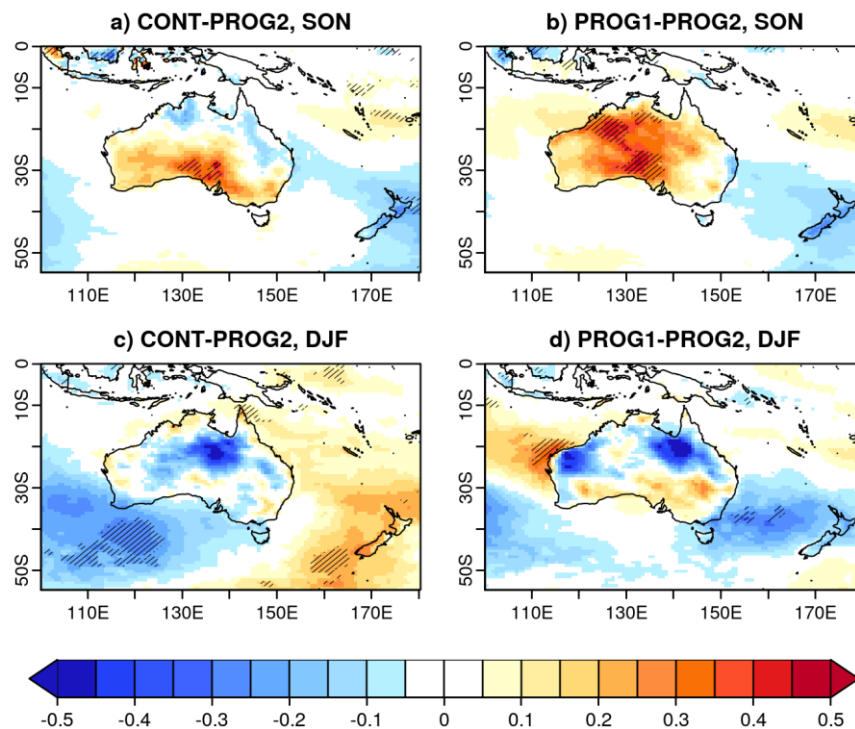 a) CONT-PROG2, SON
b) PROG1-PROG2, SON
0
10S
30S
50S
110E 130E 150E 170E
0
10S
30S
50S
110E 130E 150E 170E
c) CONT-PROG2, DJF
d) PROG1-PROG2, DJF
0
10S
30S
50S
110E 130E 150E 170E
0
10S
30S
50S
110E 130E 150E 170E
-0.5 -0.4 -0.3 -0.2 -0.1 0 0.1 0.2 0.3 0.4 0.5